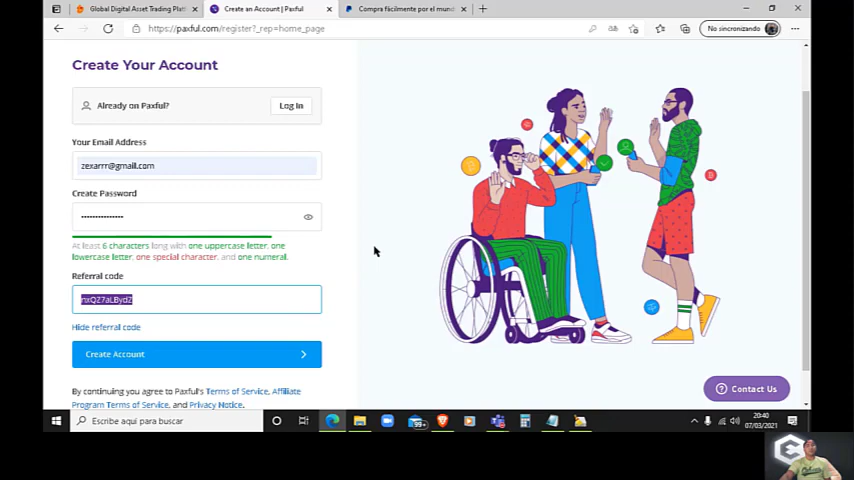 Global Digital Asset Trading Platf
Create an Account | Paxful
Compra fácilmente por el mund
https://paxful.com/register?_rep=home_page
No sincronizando
Create Your Account
Already on Paxful?
Log In
Your Email Address
zexarrr@gmail.com
Create Password
At least 6 characters long with one uppercase letter, one
lowercase letter, one special character, and one numeral.
Referral code
Hide referral code
Create Account
By continuing you agree to Paxful's Terms of Service, Affiliate
Program Terms of Service, and Privacy Notice.
Contact Us
Escribe aquí para buscar
99+
20:40
07/03/2021